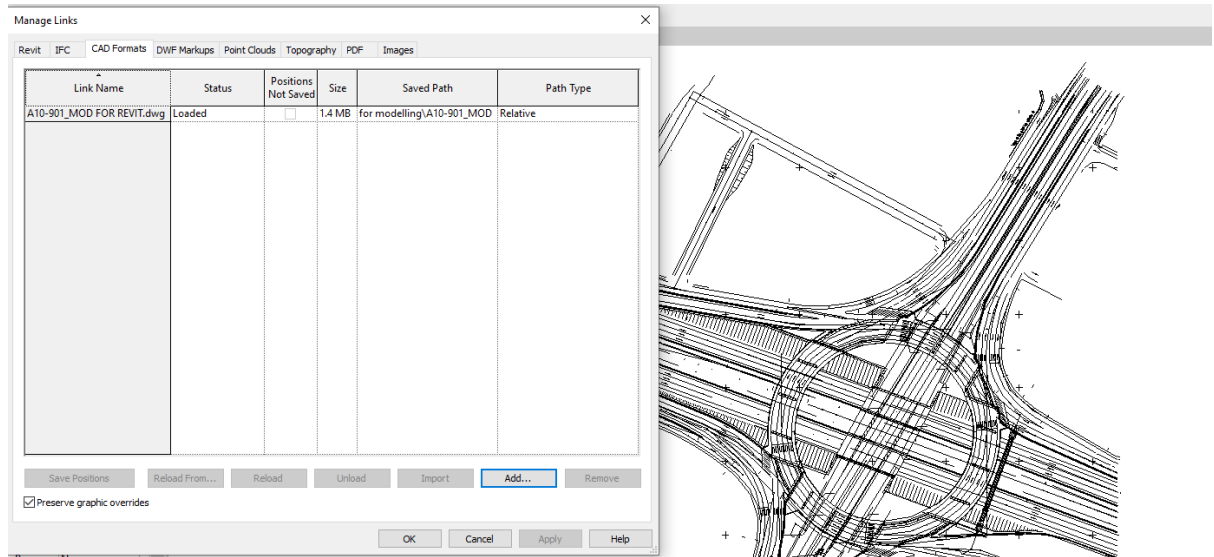 Manage Links
Revit IFC CAD Formats DWF Markups Point Clouds Topography PDF Images
Link Name Status Positions Not Saved Size Saved Path Path Type
A10-901_MOD FOR REVIT.dwg Loaded 1.4 MB for modelling\A10-901_MOD Relative
Save Positions Reload From... Reload Unload Import Add... Remove
Preserve graphic overrides
OK Cancel Apply Help